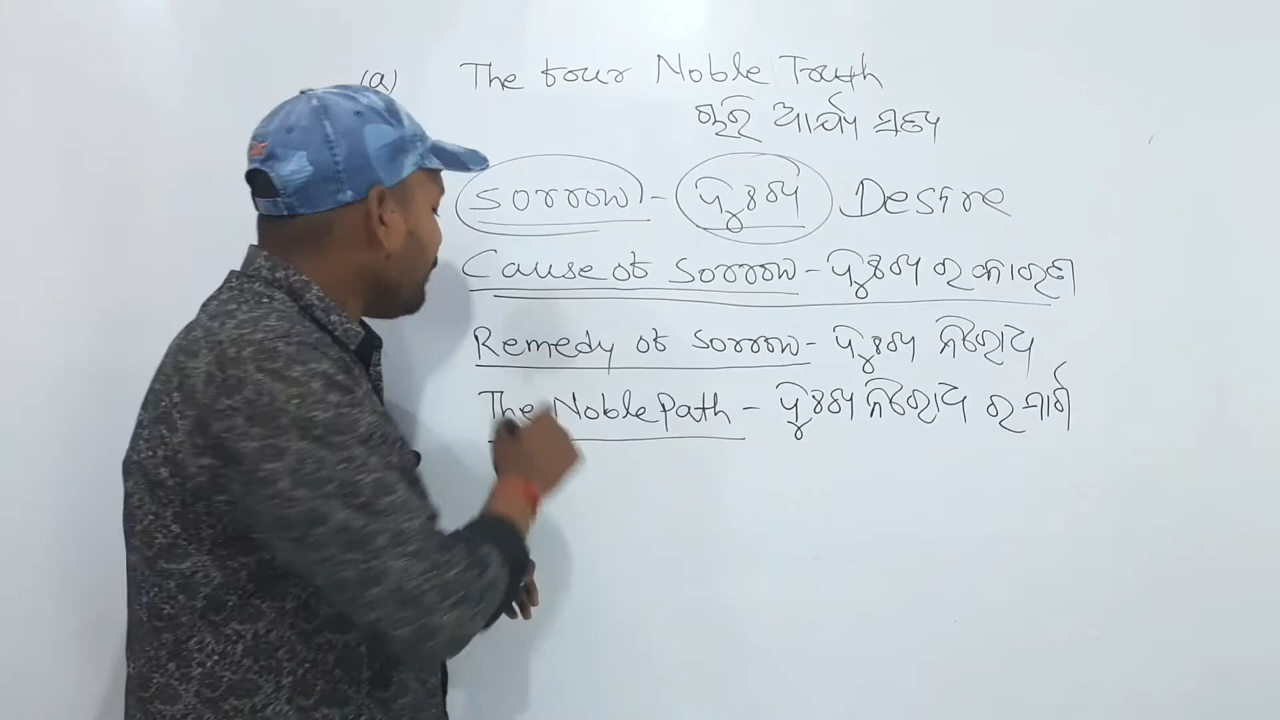 (a) The four Noble Truth
ଚାରି ଆର୍ଯ୍ୟ ସତ୍ୟ
Sorrow - ଦୁଃଖ Desire
Cause of Sorrow - ଦୁଃଖ ର କାରଣ
Remedy of Sorrow - ଦୁଃଖ ନିରୋଧ
The Noble Path - ଦୁଃଖ ନିରୋଧ ର ମାର୍ଗ